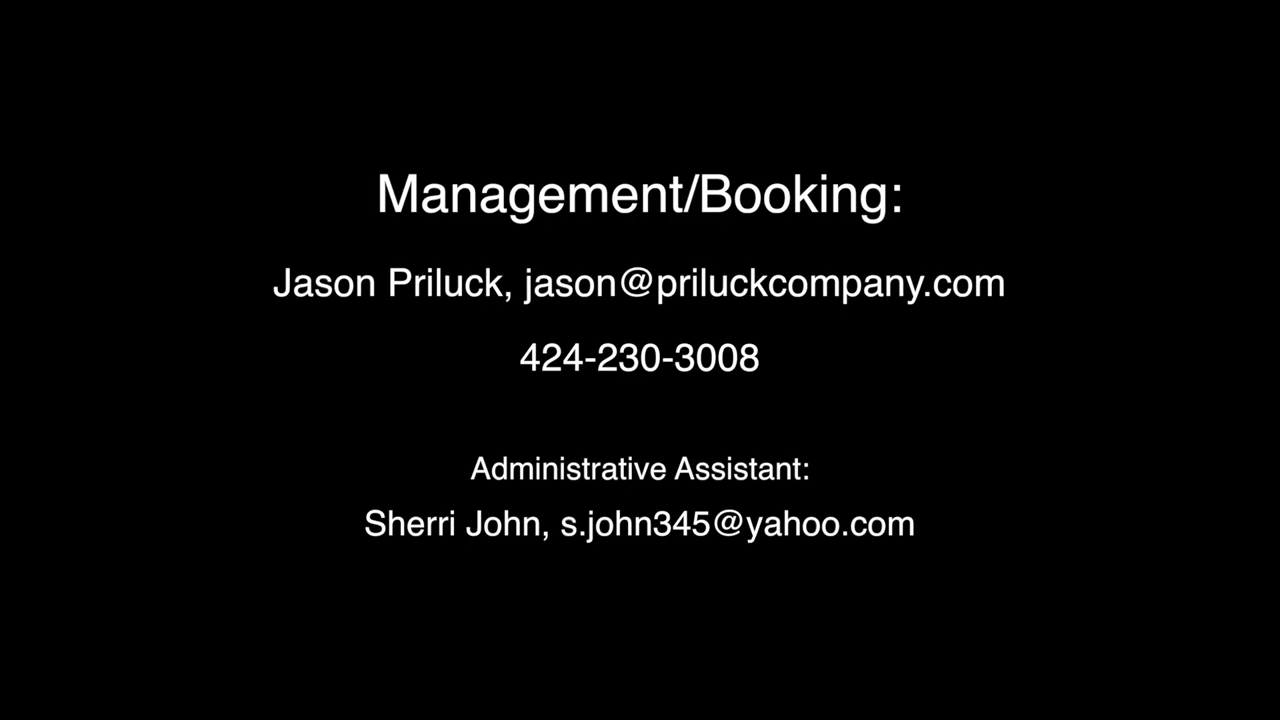 Management/Booking:
Jason Priluck, jason@priluckcompany.com
424-230-3008
Administrative Assistant:
Sherri John, s.john345@yahoo.com